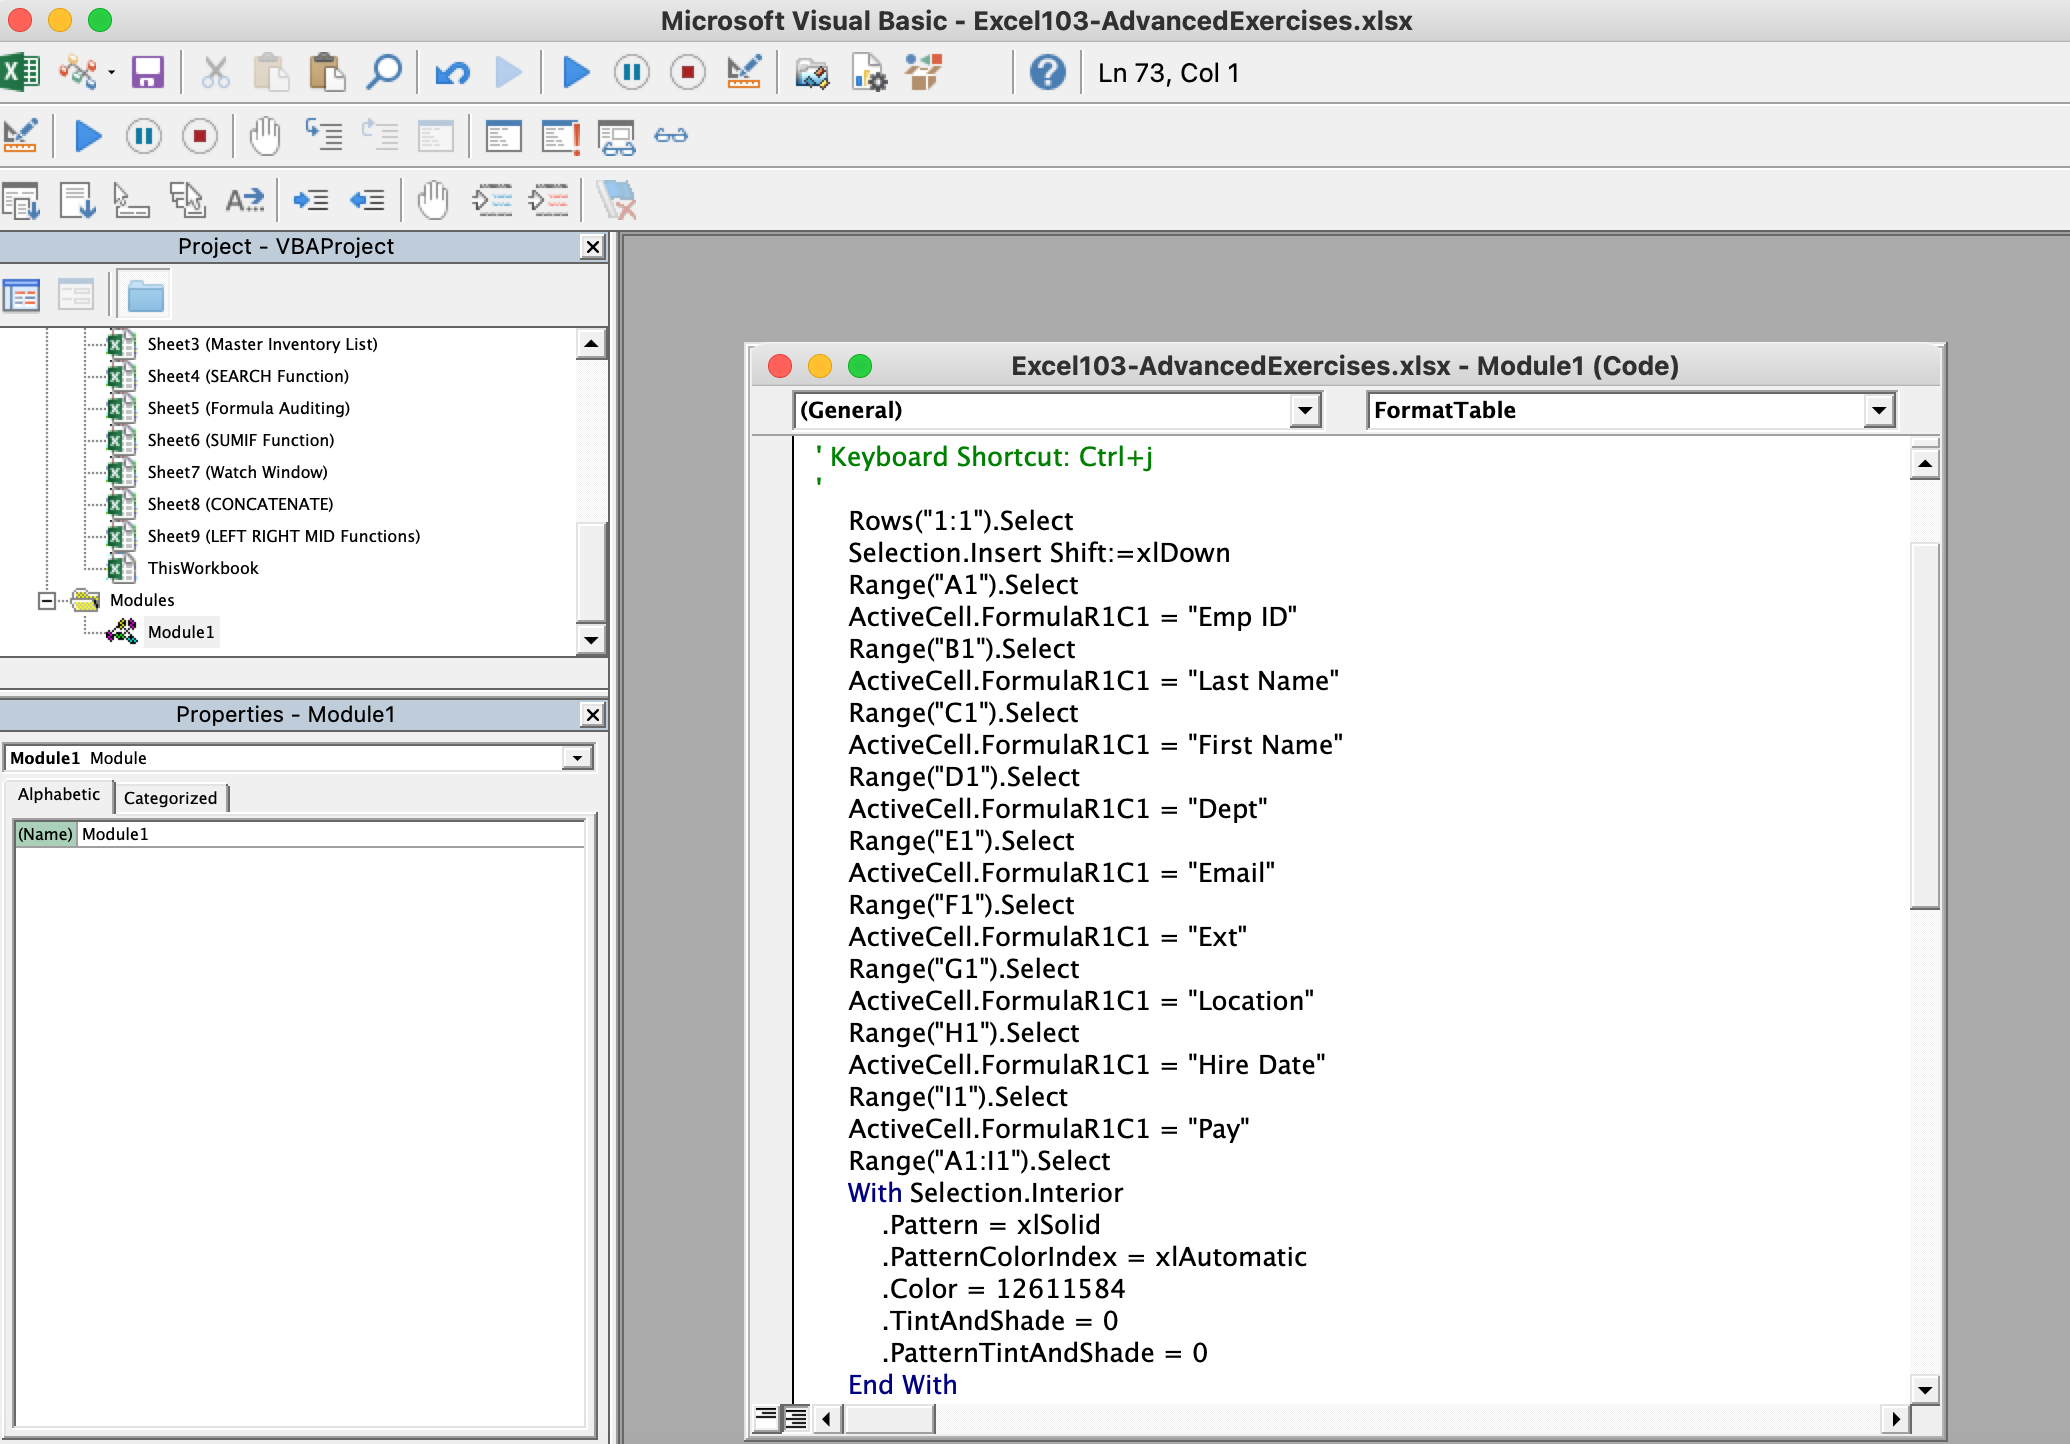 Microsoft Visual Basic - Excel103-AdvancedExercises.xlsx
Ln 73, Col 1
Project - VBAProject
Sheet3 (Master Inventory List)
Sheet4 (SEARCH Function)
Sheet5 (Formula Auditing)
Sheet6 (SUMIF Function)
Sheet7 (Watch Window)
Sheet8 (CONCATENATE)
Sheet9 (LEFT RIGHT MID Functions)
ThisWorkbook
Modules
Module1
Properties - Module1
Module1 Module
Alphabetic
Categorized
(Name) Module1
Excel103-AdvancedExercises.xlsx - Module1 (Code)
(General)
FormatTable
' Keyboard Shortcut: Ctrl+j
'
Rows("1:1").Select
Selection.Insert Shift:=xlDown
Range("A1").Select
ActiveCell.FormulaR1C1 = "Emp ID"
Range("B1").Select
ActiveCell.FormulaR1C1 = "Last Name"
Range("C1").Select
ActiveCell.FormulaR1C1 = "First Name"
Range("D1").Select
ActiveCell.FormulaR1C1 = "Dept"
Range("E1").Select
ActiveCell.FormulaR1C1 = "Email"
Range("F1").Select
ActiveCell.FormulaR1C1 = "Ext"
Range("G1").Select
ActiveCell.FormulaR1C1 = "Location"
Range("H1").Select
ActiveCell.FormulaR1C1 = "Hire Date"
Range("I1").Select
ActiveCell.FormulaR1C1 = "Pay"
Range("A1:I1").Select
With Selection.Interior
.Pattern = xlSolid
.PatternColorIndex = xlAutomatic
.Color = 12611584
.TintAndShade = 0
.PatternTintAndShade = 0
End With